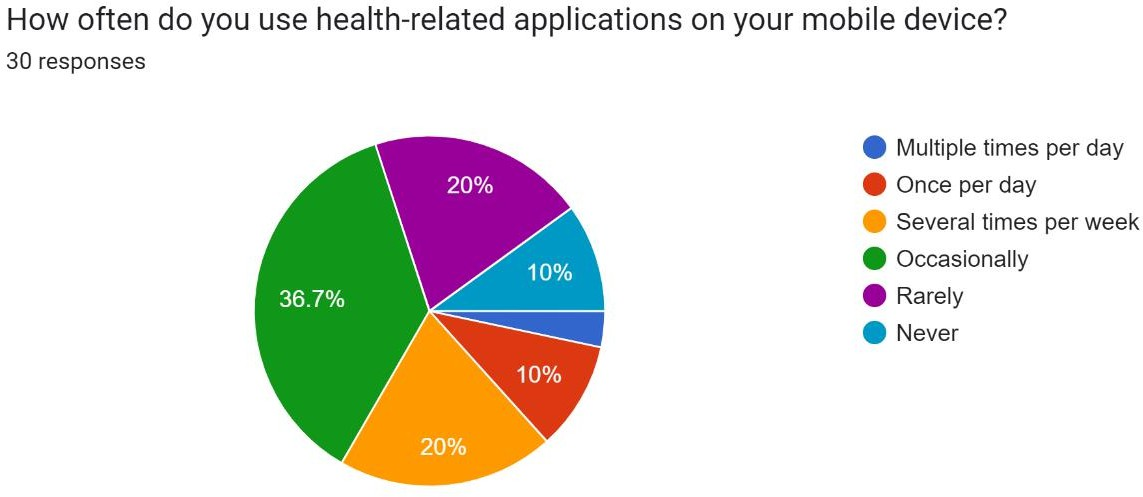 How often do you use health-related applications on your mobile device?
30 responses
20%
10%
36.7%
10%
20%
Multiple times per day
Once per day
Several times per week
Occasionally
Rarely
Never